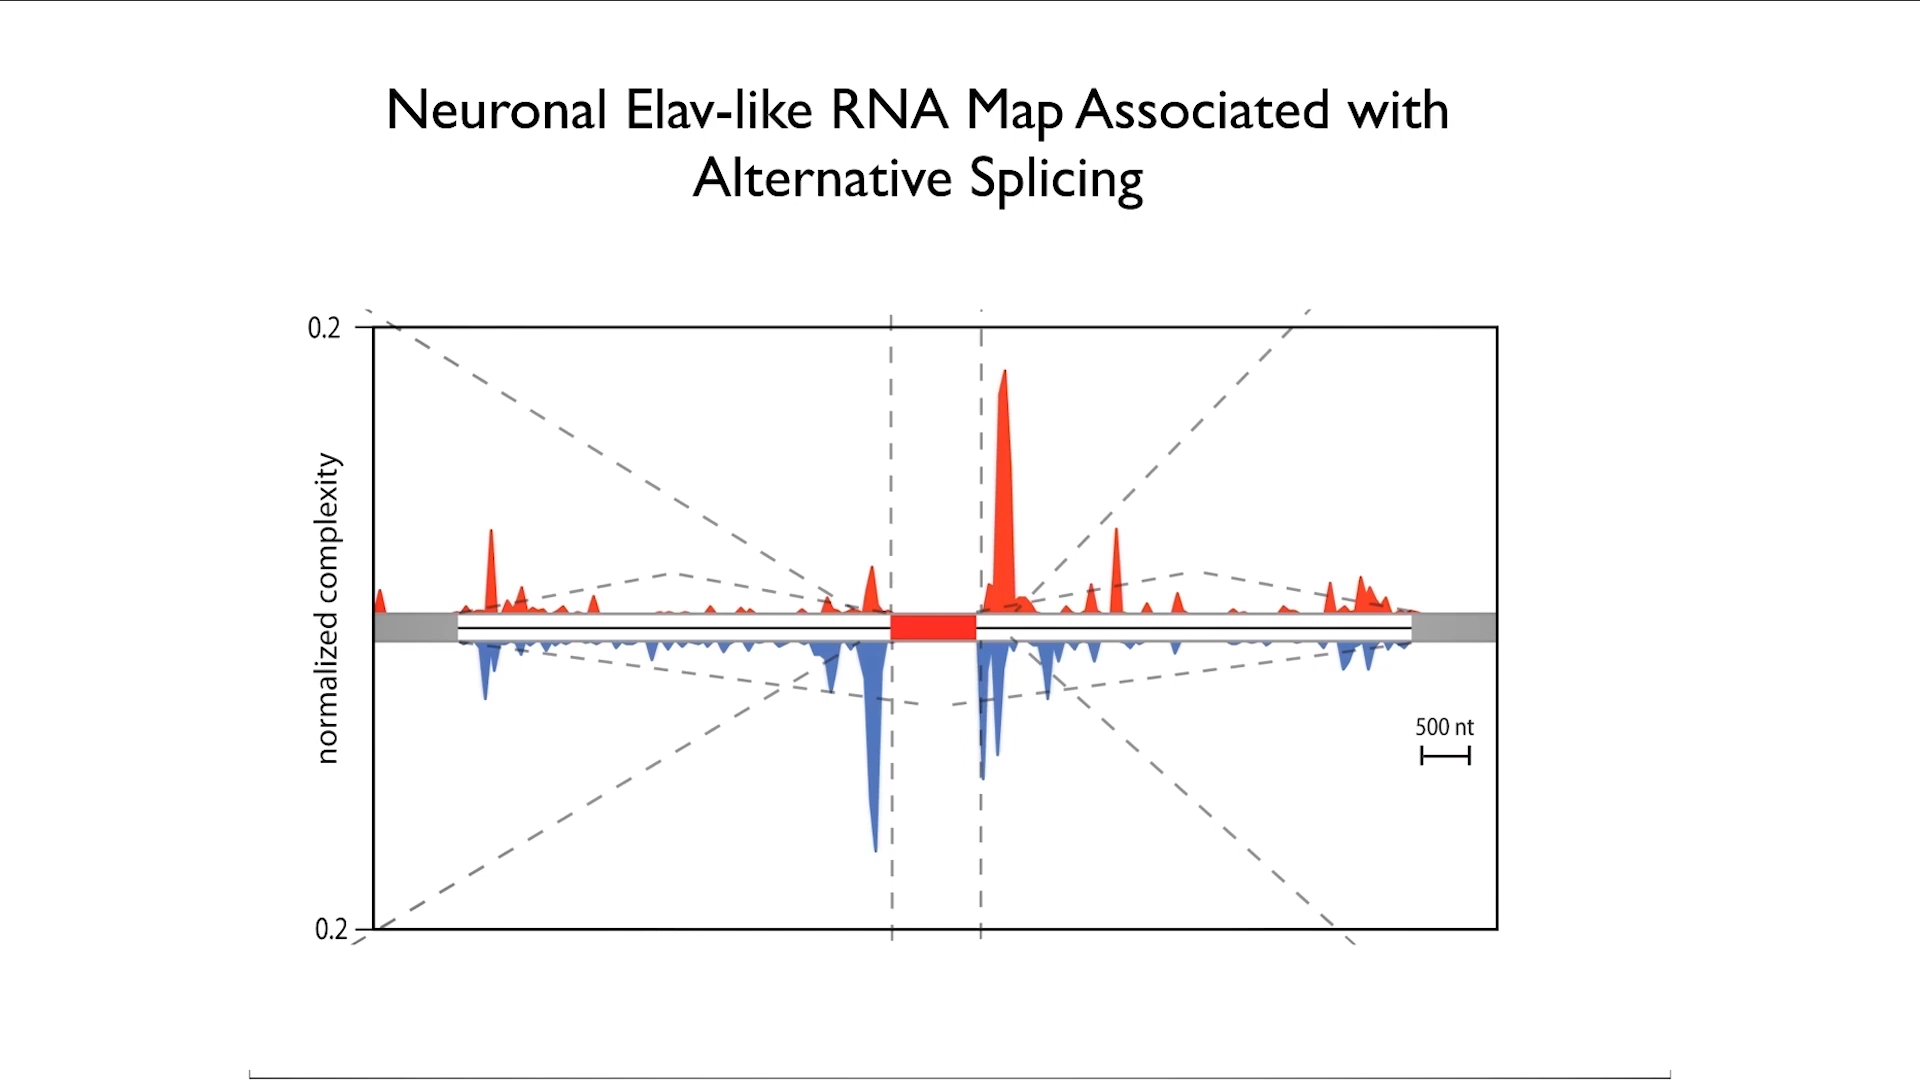 Neuronal Elav-like RNA Map Associated with
Alternative Splicing
0.2
normalized complexity
500 nt
0.2